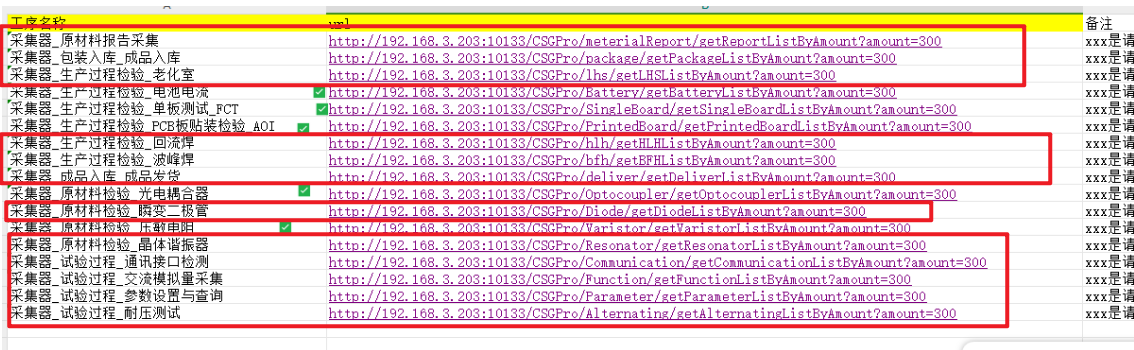 工序名称 url 备注
采集器_原材料报告采集 http://192.168.3.203:10133/CSGPro/meterialReport/getReportListByAmount?amount=300 xxx是请
采集器_包装入库_成品入库 http://192.168.3.203:10133/CSGPro/package/getPackageListByAmount?amount=300 xxx是请
采集器_生产过程检验_老化室 http://192.168.3.203:10133/CSGPro/lhs/getLHSListByAmount?amount=300 xxx是请
采集器_生产过程检验_电池电流 http://192.168.3.203:10133/CSGPro/Battery/getBatteryListByAmount?amount=300 xxx是请
采集器_生产过程检验_单板测试_FCT http://192.168.3.203:10133/CSGPro/SingleBoard/getSingleBoardListByAmount?amount=300 xxx是请
采集器_生产过程检验_PCB板贴装检验_AOI http://192.168.3.203:10133/CSGPro/PrintedBoard/getPrintedBoardListByAmount?amount=300 xxx是请
采集器_生产过程检验_回流焊 http://192.168.3.203:10133/CSGPro/hlh/getHLHListByAmount?amount=300 xxx是请
采集器_生产过程检验_波峰焊 http://192.168.3.203:10133/CSGPro/bfh/getBFHListByAmount?amount=300 xxx是请
采集器_成品入库_成品发货 http://192.168.3.203:10133/CSGPro/deliver/getDeliverListByAmount?amount=300 xxx是请
采集器_原材料检验_光电耦合器 http://192.168.3.203:10133/CSGPro/Optocoupler/getOptocouplerListByAmount?amount=300 xxx是请
采集器_原材料检验_瞬变二极管 http://192.168.3.203:10133/CSGPro/Diode/getDiodeListByAmount?amount=300 xxx是请
采集器_原材料检验_压敏电阻 http://192.168.3.203:10133/CSGPro/Varistor/getVaristorListByAmount?amount=300 xxx是请
采集器_原材料检验_晶体谐振器 http://192.168.3.203:10133/CSGPro/Resonator/getResonatorListByAmount?amount=300 xxx是请
采集器_试验过程_通讯接口检测 http://192.168.3.203:10133/CSGPro/Communication/getCommunicationListByAmount?amount=300 xxx是请
采集器_试验过程_交流模拟量采集 http://192.168.3.203:10133/CSGPro/Function/getFunctionListByAmount?amount=300 xxx是请
采集器_试验过程_参数设置与查询 http://192.168.3.203:10133/CSGPro/Parameter/getParameterListByAmount?amount=300 xxx是请
采集器_试验过程_耐压测试 http://192.168.3.203:10133/CSGPro/Alternating/getAlternatingListByAmount?amount=300 xxx是请